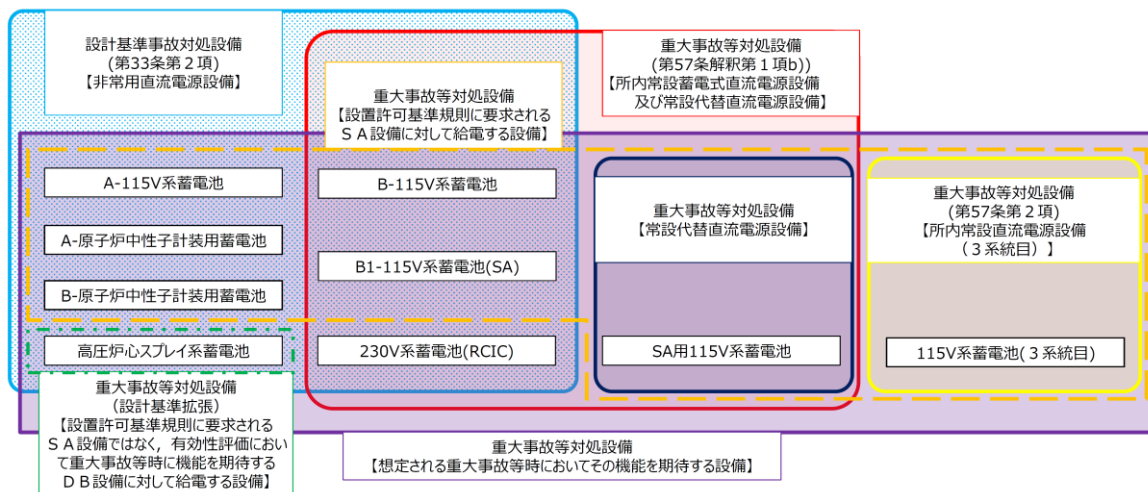 設計基準事故対処設備
(第33条第２項)
【非常用直流電源設備】
重大事故等対処設備
【設置許可基準規則に要求される
ＳＡ設備に対して給電する設備】
重大事故等対処設備
(第57条解釈第１項b))
【所内常設蓄電式直流電源設備
及び常設代替直流電源設備】
A-115V系蓄電池
A-原子炉中性子計装用蓄電池
B-原子炉中性子計装用蓄電池
高圧炉心スプレイ系蓄電池
B-115V系蓄電池
B1-115V系蓄電池(SA)
230V系蓄電池(RCIC)
重大事故等対処設備
【常設代替直流電源設備】
SA用115V系蓄電池
重大事故等対処設備
(第57条第２項)
【所内常設直流電源設備
（３系統目）】
115V系蓄電池(３系統目)
重大事故等対処設備
（設計基準拡張）
【設置許可基準規則に要求される
ＳＡ設備ではなく，有効性評価におい
て重大事故等時に機能を期待する
ＤＢ設備に対して給電する設備】
重大事故等対処設備
【想定される重大事故等時においてその機能を期待する設備】